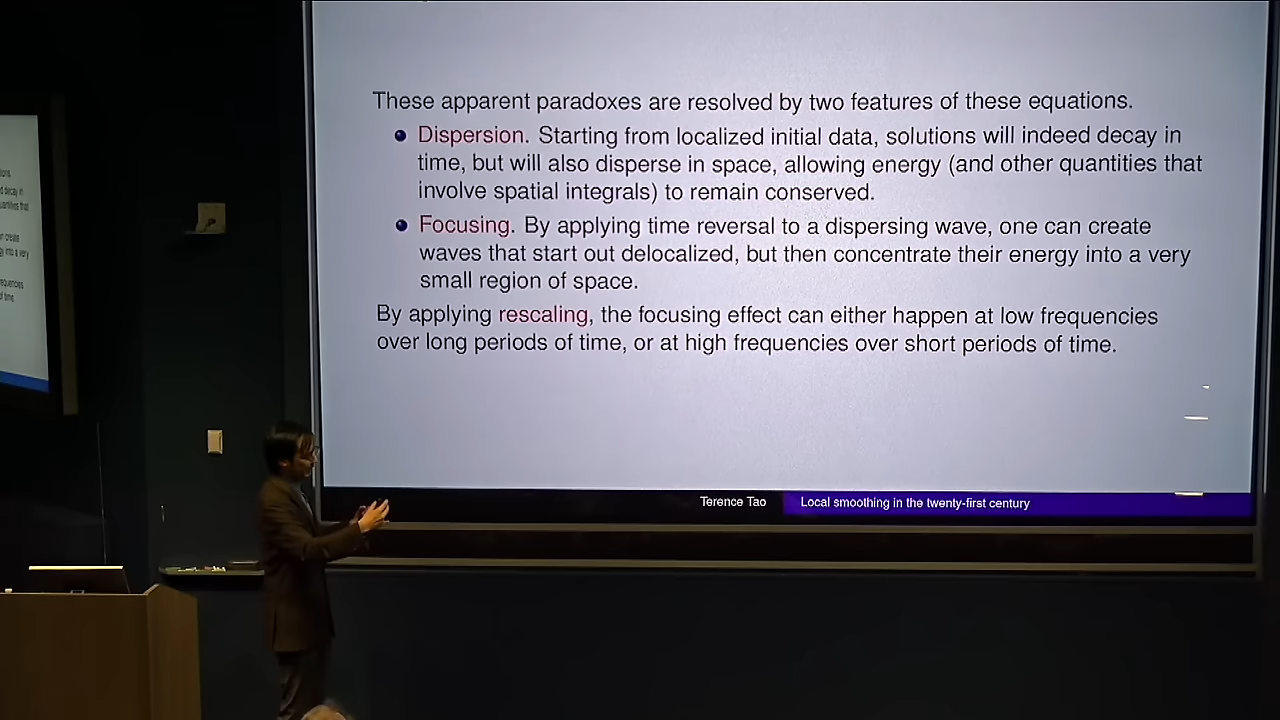 These apparent paradoxes are resolved by two features of these equations.
Dispersion. Starting from localized initial data, solutions will indeed decay in
time, but will also disperse in space, allowing energy (and other quantities that
involve spatial integrals) to remain conserved.
Focusing. By applying time reversal to a dispersing wave, one can create
waves that start out delocalized, but then concentrate their energy into a very
small region of space.
By applying rescaling, the focusing effect can either happen at low frequencies
over long periods of time, or at high frequencies over short periods of time.
Terence Tao
Local smoothing in the twenty-first century